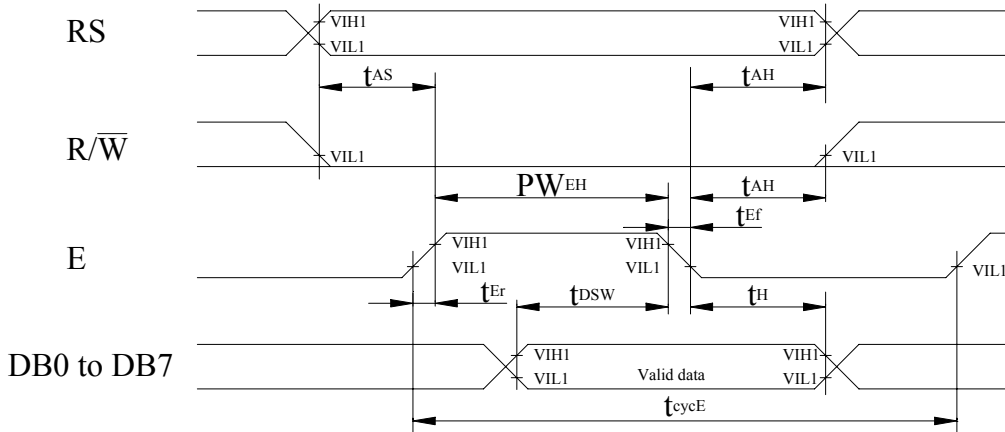 RS VIH1 VIH1
VIL1 VIL1
tAS tAH
R/W̅ VIL1 VIL1
PWEH tAH
tEf
E VIH1 VIH1
VIL1 VIL1 VIL1
tEr tDSW tH
DB0 to DB7 VIH1 VIH1
VIL1 Valid data VIL1
tcycE